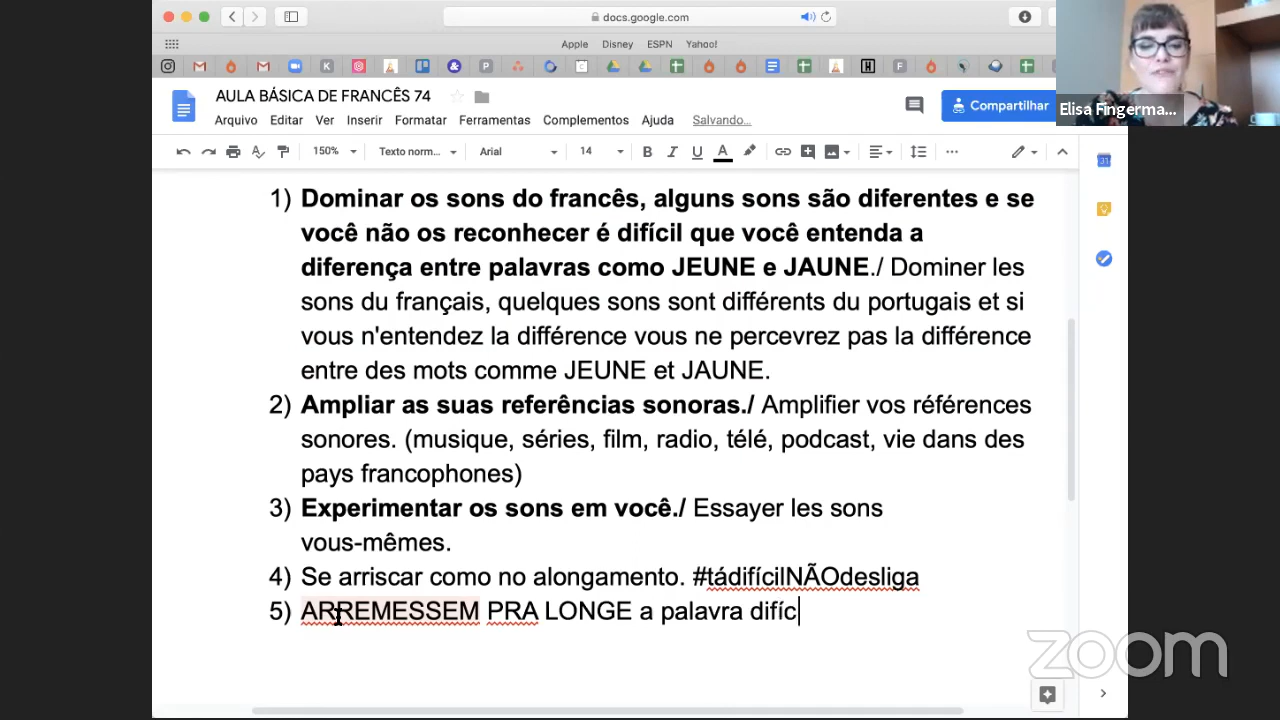 docs.google.com
Apple Disney ESPN Yahoo!
AULA BÁSICA DE FRANCÊS 74
Arquivo Editar Ver Inserir Formatar Ferramentas Complementos Ajuda Salvando...
Compartilhar
Elisa Fingerma...
150% Texto norm... Arial 14
1) Dominar os sons do francês, alguns sons são diferentes e se
você não os reconhecer é difícil que você entenda a
diferença entre palavras como JEUNE e JAUNE./ Dominer les
sons du français, quelques sons sont différents du portugais et si
vous n'entendez la différence vous ne percevrez pas la différence
entre des mots comme JEUNE et JAUNE.
2) Ampliar as suas referências sonoras./ Amplifier vos références
sonores. (musique, séries, film, radio, télé, podcast, vie dans des
pays francophones)
3) Experimentar os sons em você./ Essayer les sons
vous-mêmes.
4) Se arriscar como no alongamento. #tádifícilNÃOdesliga
5) ARREMESSEM PRA LONGE a palavra difíc
zoom